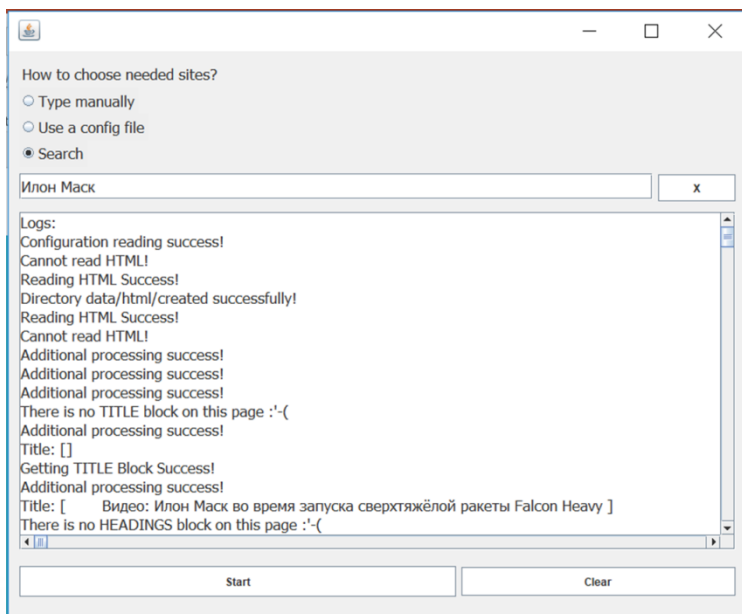 How to choose needed sites?
Type manually
Use a config file
Search
Илон Маск
x
Logs:
Configuration reading success!
Cannot read HTML!
Reading HTML Success!
Directory data/html/created successfully!
Reading HTML Success!
Cannot read HTML!
Additional processing success!
Additional processing success!
Additional processing success!
There is no TITLE block on this page :'-(
Additional processing success!
Title: []
Getting TITLE Block Success!
Additional processing success!
Title: [ Видео: Илон Маск во время запуска сверхтяжёлой ракеты Falcon Heavy ]
There is no HEADINGS block on this page :'-(
Start
Clear